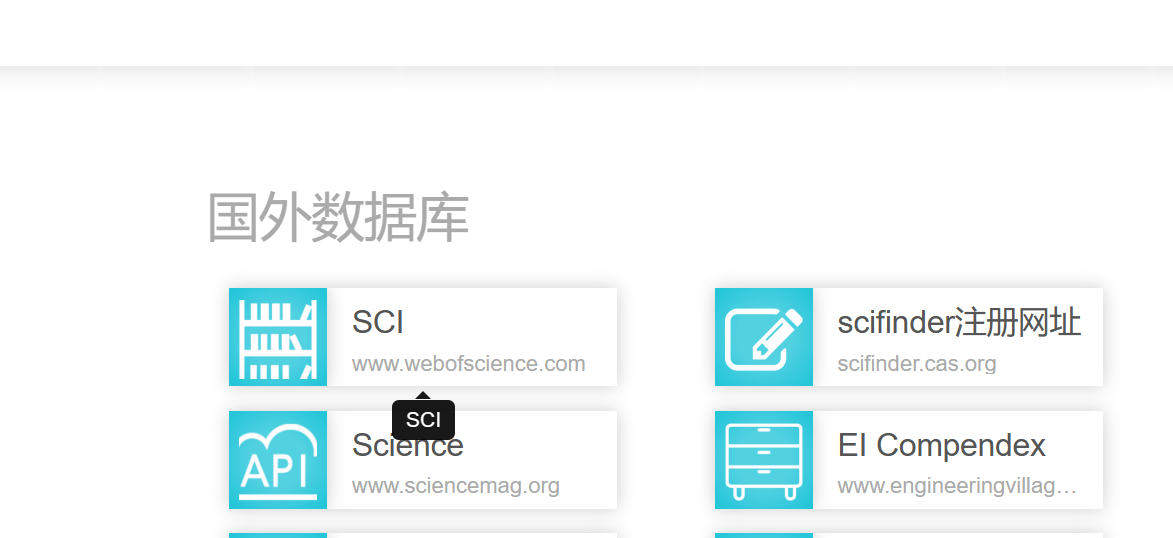 国外数据库
SCI
www.webofscience.com
scifinder注册网址
scifinder.cas.org
SCI
API
Science
www.sciencemag.org
EI Compendex
www.engineeringvillag...